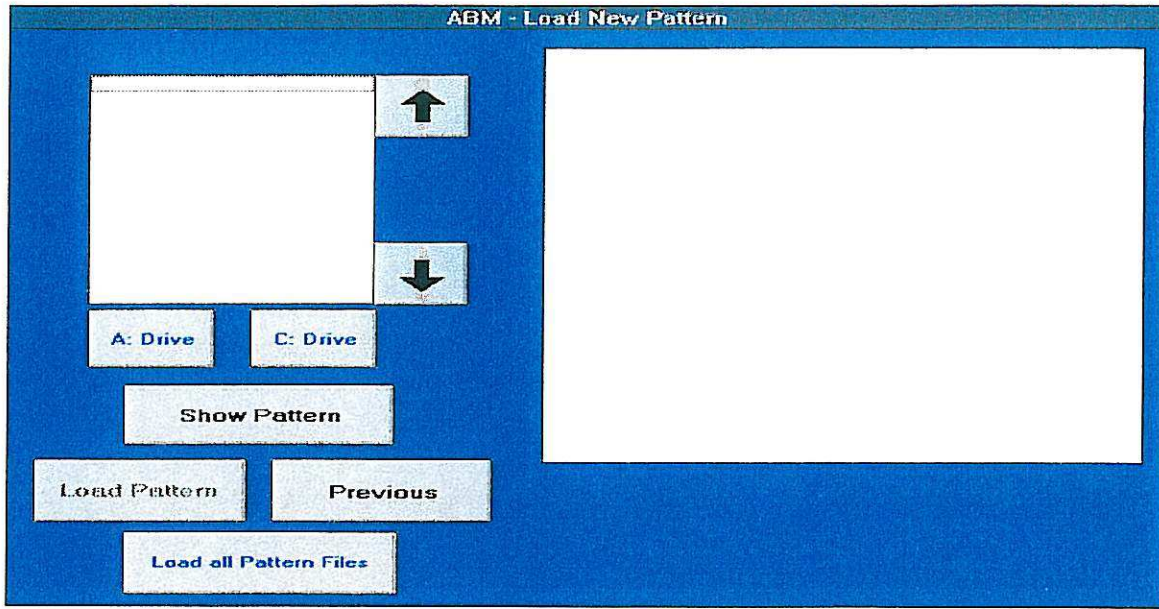 ABM - Load New Pattern
A: Drive
C: Drive
Show Pattern
Load Pattern
Previous
Load all Pattern Files